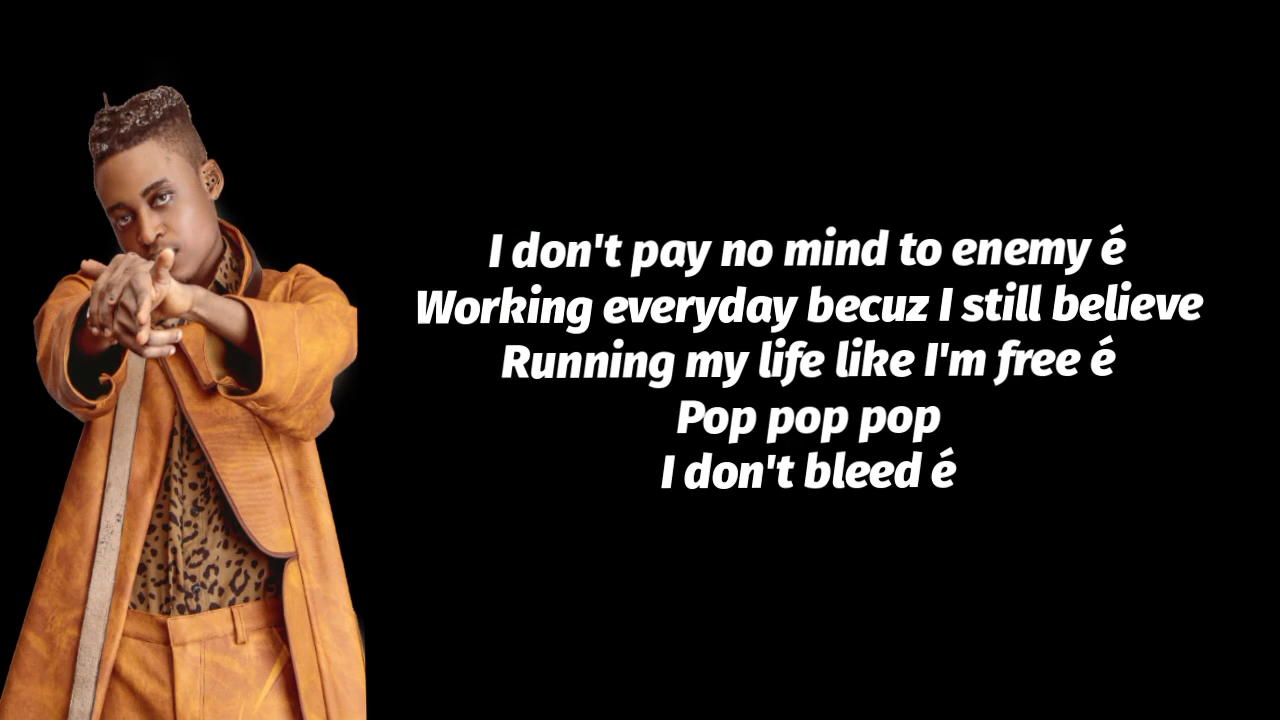 I don't pay no mind to enemy é
Working everyday becuz I still believe
Running my life like I'm free é
Pop pop pop
I don't bleed é